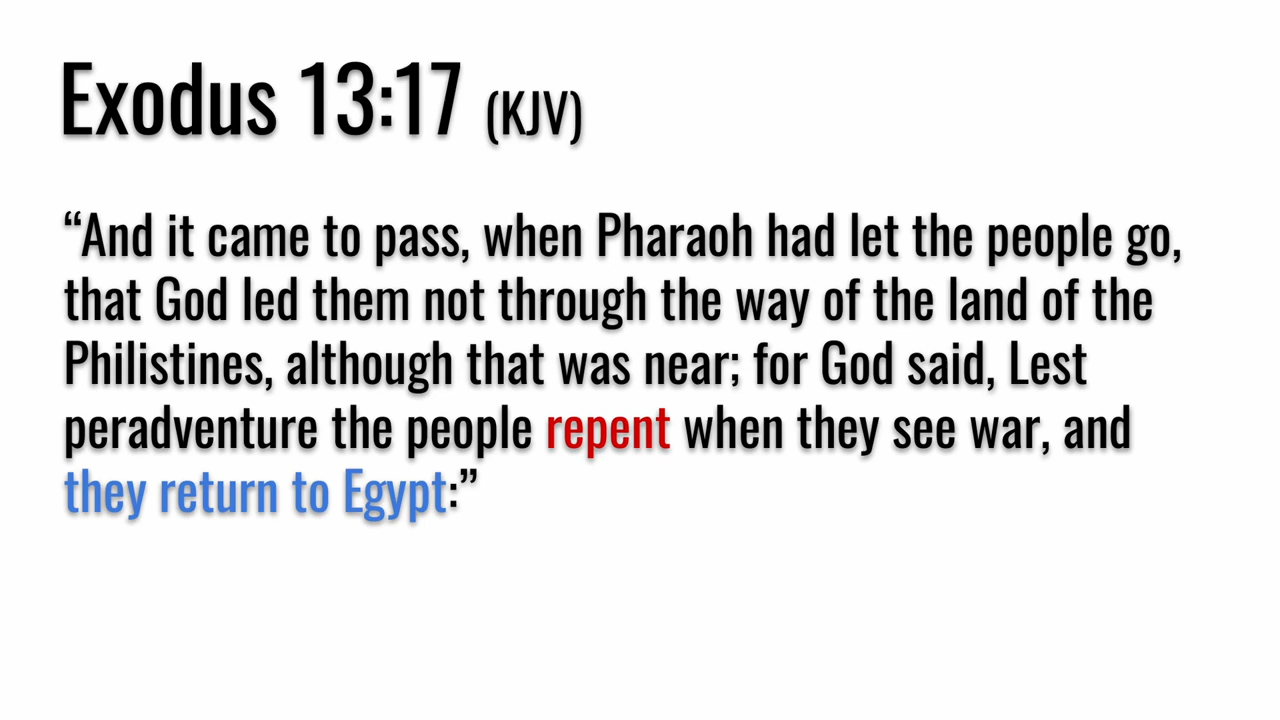 Exodus 13:17 (KJV)
“And it came to pass, when Pharaoh had let the people go,
that God led them not through the way of the land of the
Philistines, although that was near; for God said, Lest
peradventure the people repent when they see war, and
they return to Egypt:”